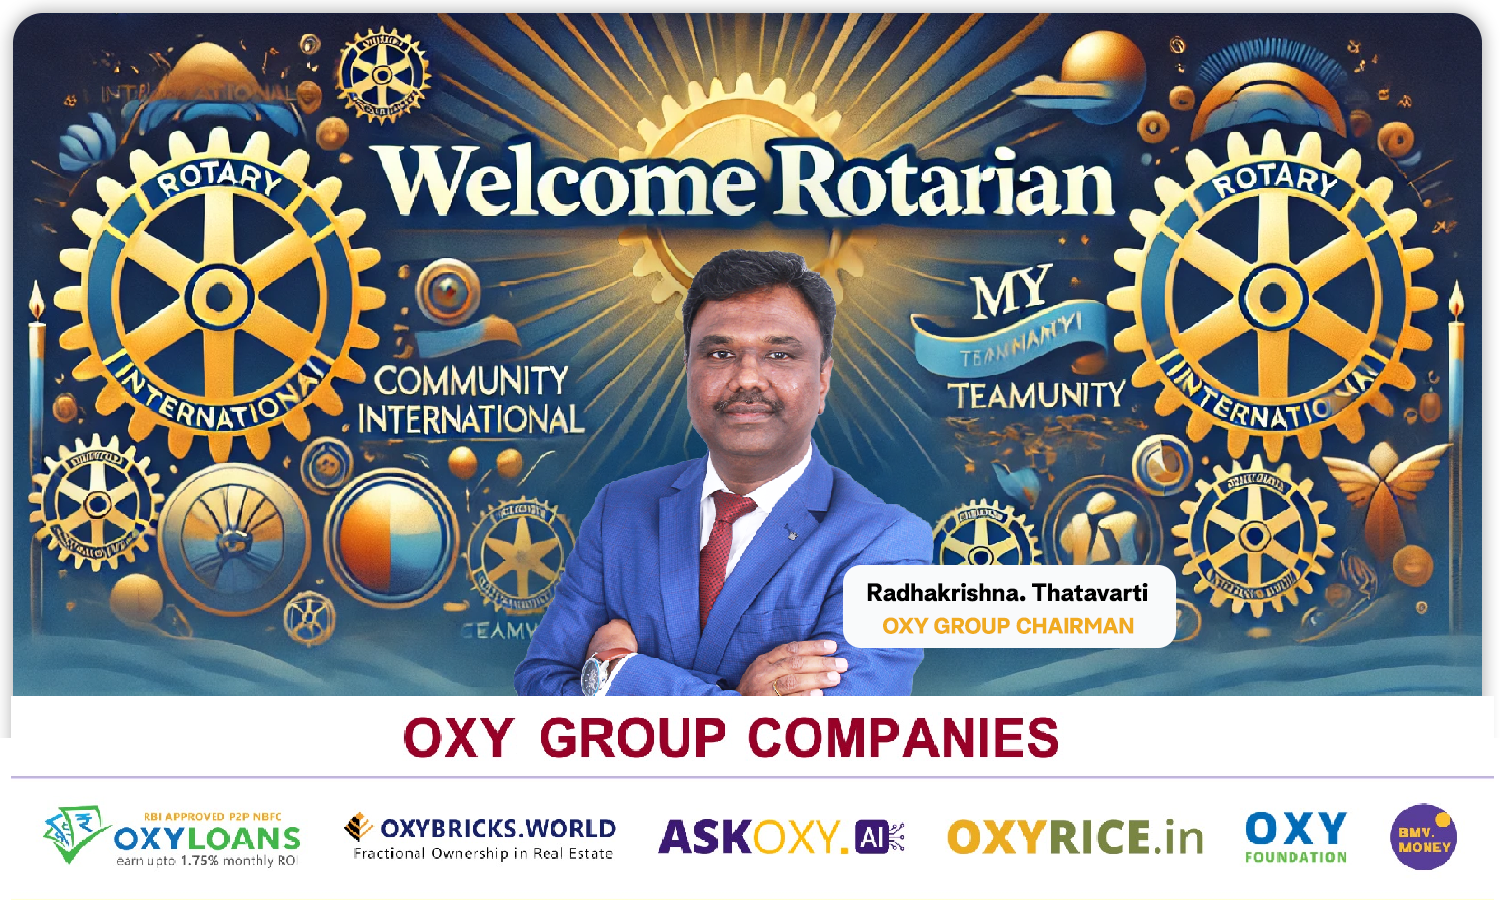 INTERNATIONAL
Welcome Rotarian
ROTARY
INTERNATIONAL
COMMUNITY
INTERNATIONAL
MY
TEAMUNITY
ROTARY
INTERNATIONAL
Radhakrishna. Thatavarti
OXY GROUP CHAIRMAN
OXY GROUP COMPANIES
RBI APPROVED P2P NBFC
OXYLOANS
earn upto 1.75% monthly ROI
OXYBRICKS.WORLD
Fractional Ownership in Real Estate
ASKOXY.AI
OXYRICE.in
OXY
FOUNDATION
BMV.
MONEY